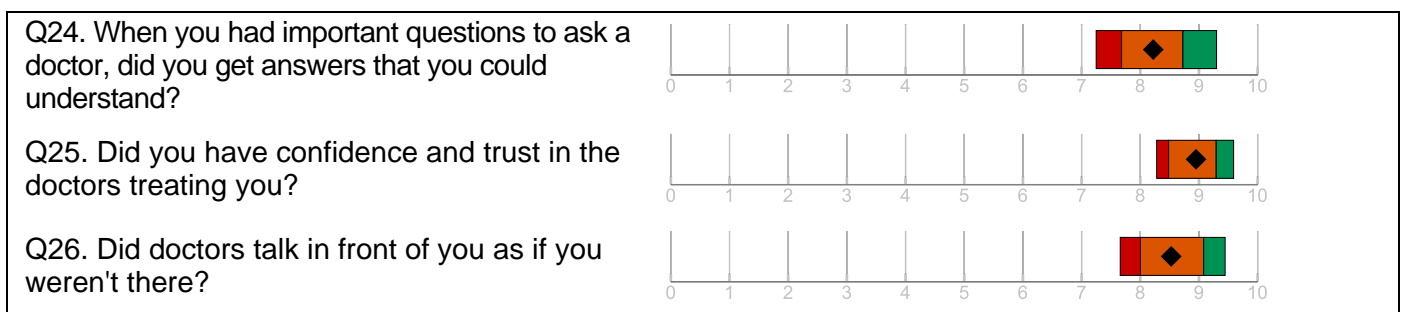 Q24. When you had important questions to ask a
doctor, did you get answers that you could
understand?
0 1 2 3 4 5 6 7 8 9 10
Q25. Did you have confidence and trust in the
doctors treating you?
0 1 2 3 4 5 6 7 8 9 10
Q26. Did doctors talk in front of you as if you
weren't there?
0 1 2 3 4 5 6 7 8 9 10